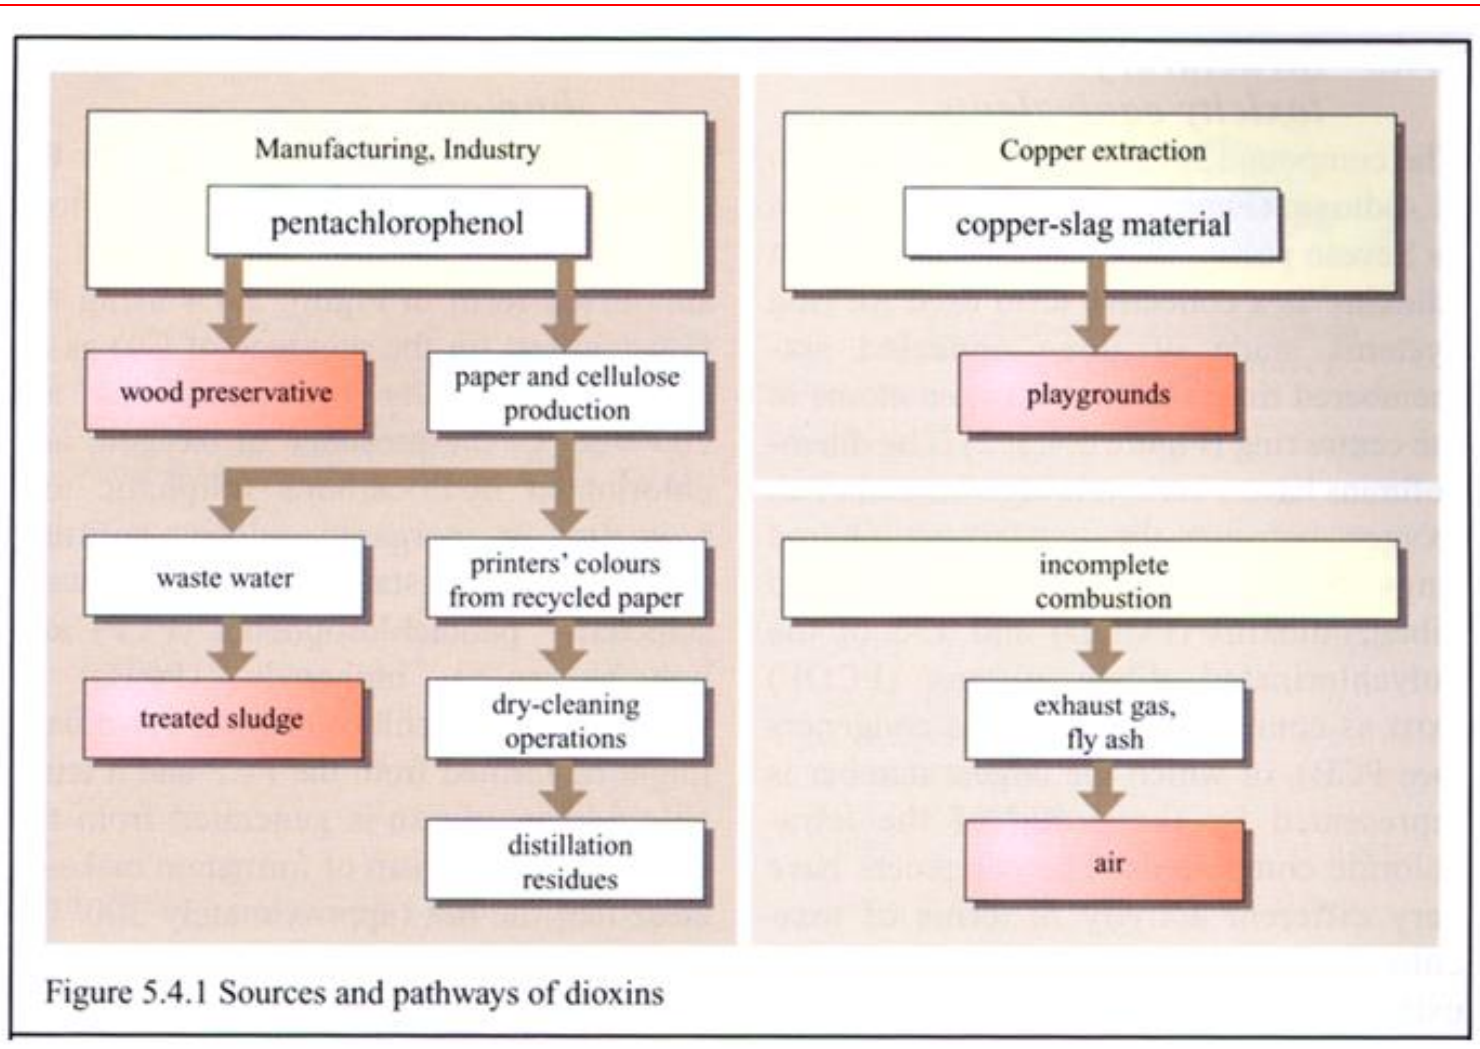 Manufacturing, Industry
pentachlorophenol
wood preservative
paper and cellulose
production
waste water
printers' colours
from recycled paper
treated sludge
dry-cleaning
operations
distillation
residues
Copper extraction
copper-slag material
playgrounds
incomplete
combustion
exhaust gas,
fly ash
air
Figure 5.4.1 Sources and pathways of dioxins